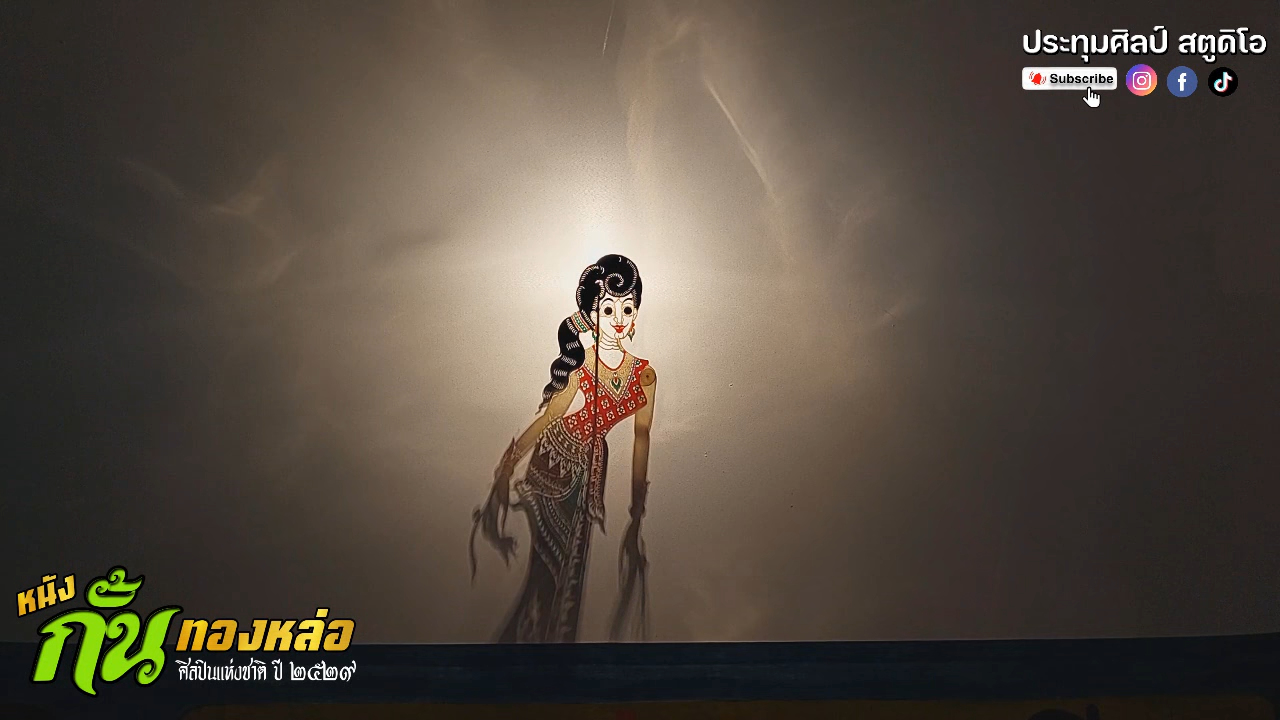 ประทุมศิลป์ สตูดิโอ
Subscribe
หนัง
กั้น ทองหล่อ
ศิลปินแห่งชาติ ปี ๒๕๒๙